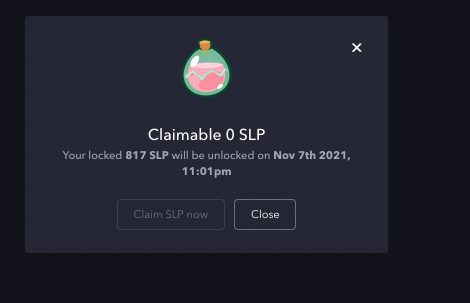 Claimable 0 SLP
Your locked 817 SLP will be unlocked on Nov 7th 2021,
11:01pm
Claim SLP now
Close